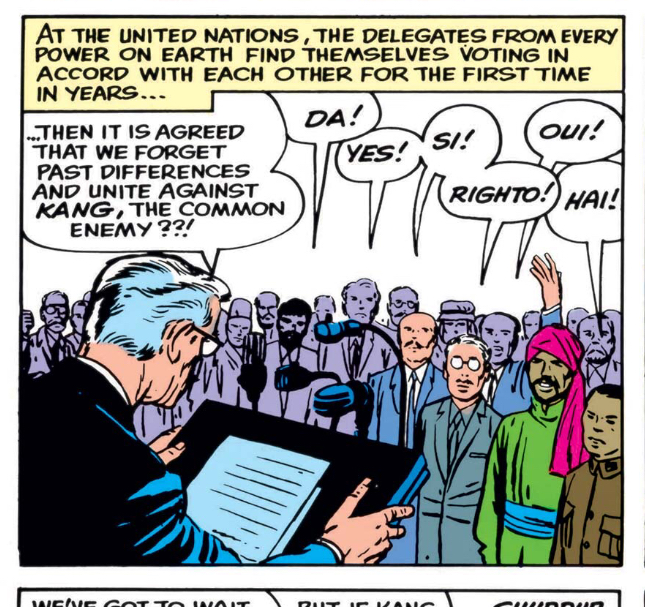 AT THE UNITED NATIONS, THE DELEGATES FROM EVERY
POWER ON EARTH FIND THEMSELVES VOTING IN
ACCORD WITH EACH OTHER FOR THE FIRST TIME
IN YEARS...
...THEN IT IS AGREED
THAT WE FORGET
PAST DIFFERENCES
AND UNITE AGAINST
KANG, THE COMMON
ENEMY??!
DA!
YES!
SI!
RIGHTO!
OUI!
HAI!
WE'VE GOT TO WAIT
BUT IF KANG